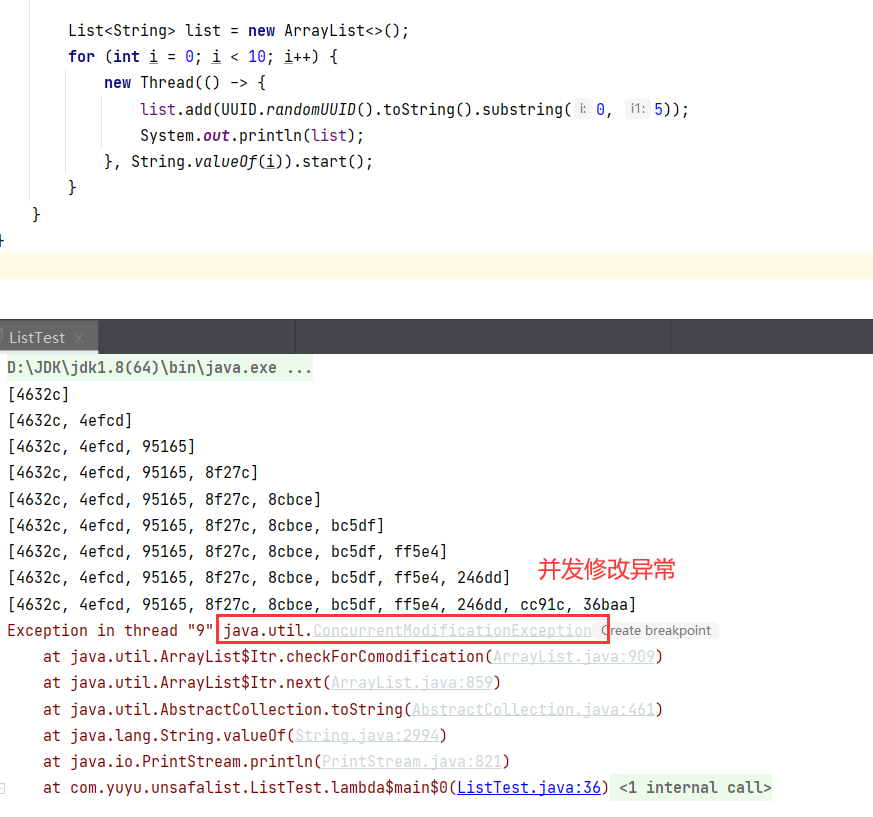 List<String> list = new ArrayList<>();
for (int i = 0; i < 10; i++) {
new Thread(() -> {
list.add(UUID.randomUUID().toString().substring( i: 0, i1: 5));
System.out.println(list);
}, String.valueOf(i)).start();
}
}
}
ListTest ×
D:\JDK\jdk1.8(64)\bin\java.exe ...
[4632c]
[4632c, 4efcd]
[4632c, 4efcd, 95165]
[4632c, 4efcd, 95165, 8f27c]
[4632c, 4efcd, 95165, 8f27c, 8cbce]
[4632c, 4efcd, 95165, 8f27c, 8cbce, bc5df]
[4632c, 4efcd, 95165, 8f27c, 8cbce, bc5df, ff5e4]
[4632c, 4efcd, 95165, 8f27c, 8cbce, bc5df, ff5e4, 246dd]
并发修改异常
[4632c, 4efcd, 95165, 8f27c, 8cbce, bc5df, ff5e4, 246dd, cc91c, 36baa]
Exception in thread "9" java.util.ConcurrentModificationException Create breakpoint
at java.util.ArrayList$Itr.checkForComodification(ArrayList.java:909)
at java.util.ArrayList$Itr.next(ArrayList.java:859)
at java.util.AbstractCollection.toString(AbstractCollection.java:461)
at java.lang.String.valueOf(String.java:2994)
at java.io.PrintStream.println(PrintStream.java:821)
at com.yuyu.unsafalist.ListTest.lambda$main$0(ListTest.java:36) <1 internal call>